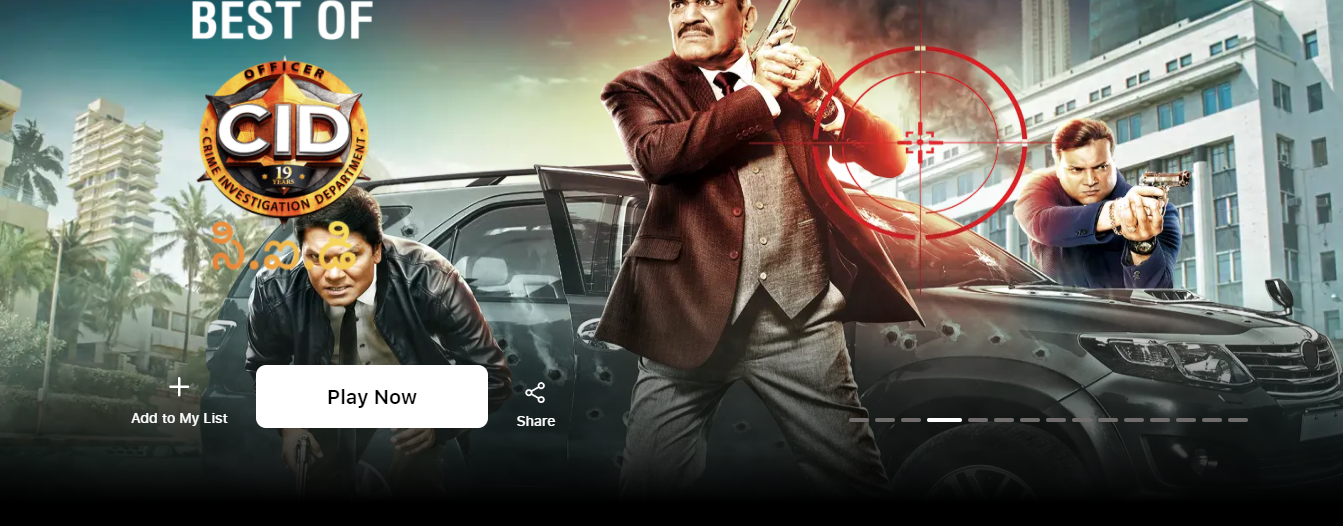 BEST OF
OFFICER
CID
19
YEARS
CRIME INVESTIGATION DEPARTMENT
ಸಿ.ಐ ಡಿ
Play Now
Add to My List
Share